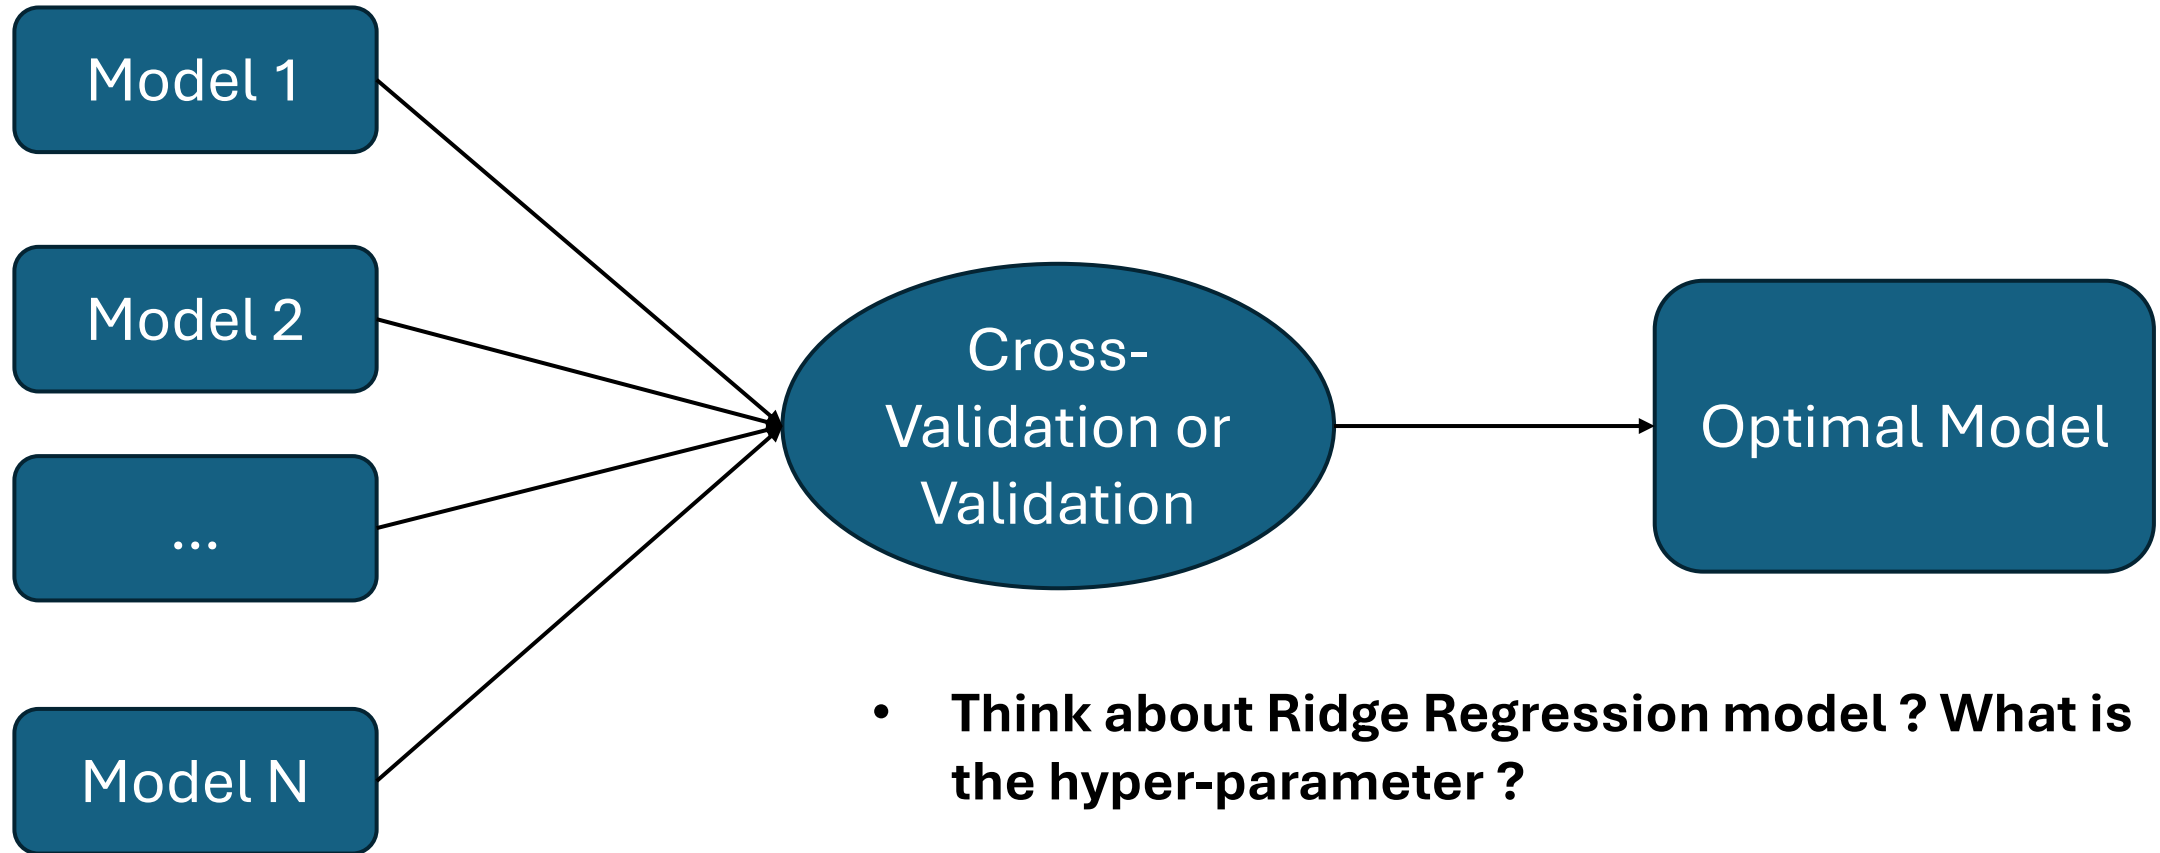 Model 1
Model 2
...
Model N
Cross-
Validation or
Validation
Optimal Model
• Think about Ridge Regression model ? What is
the hyper-parameter ?